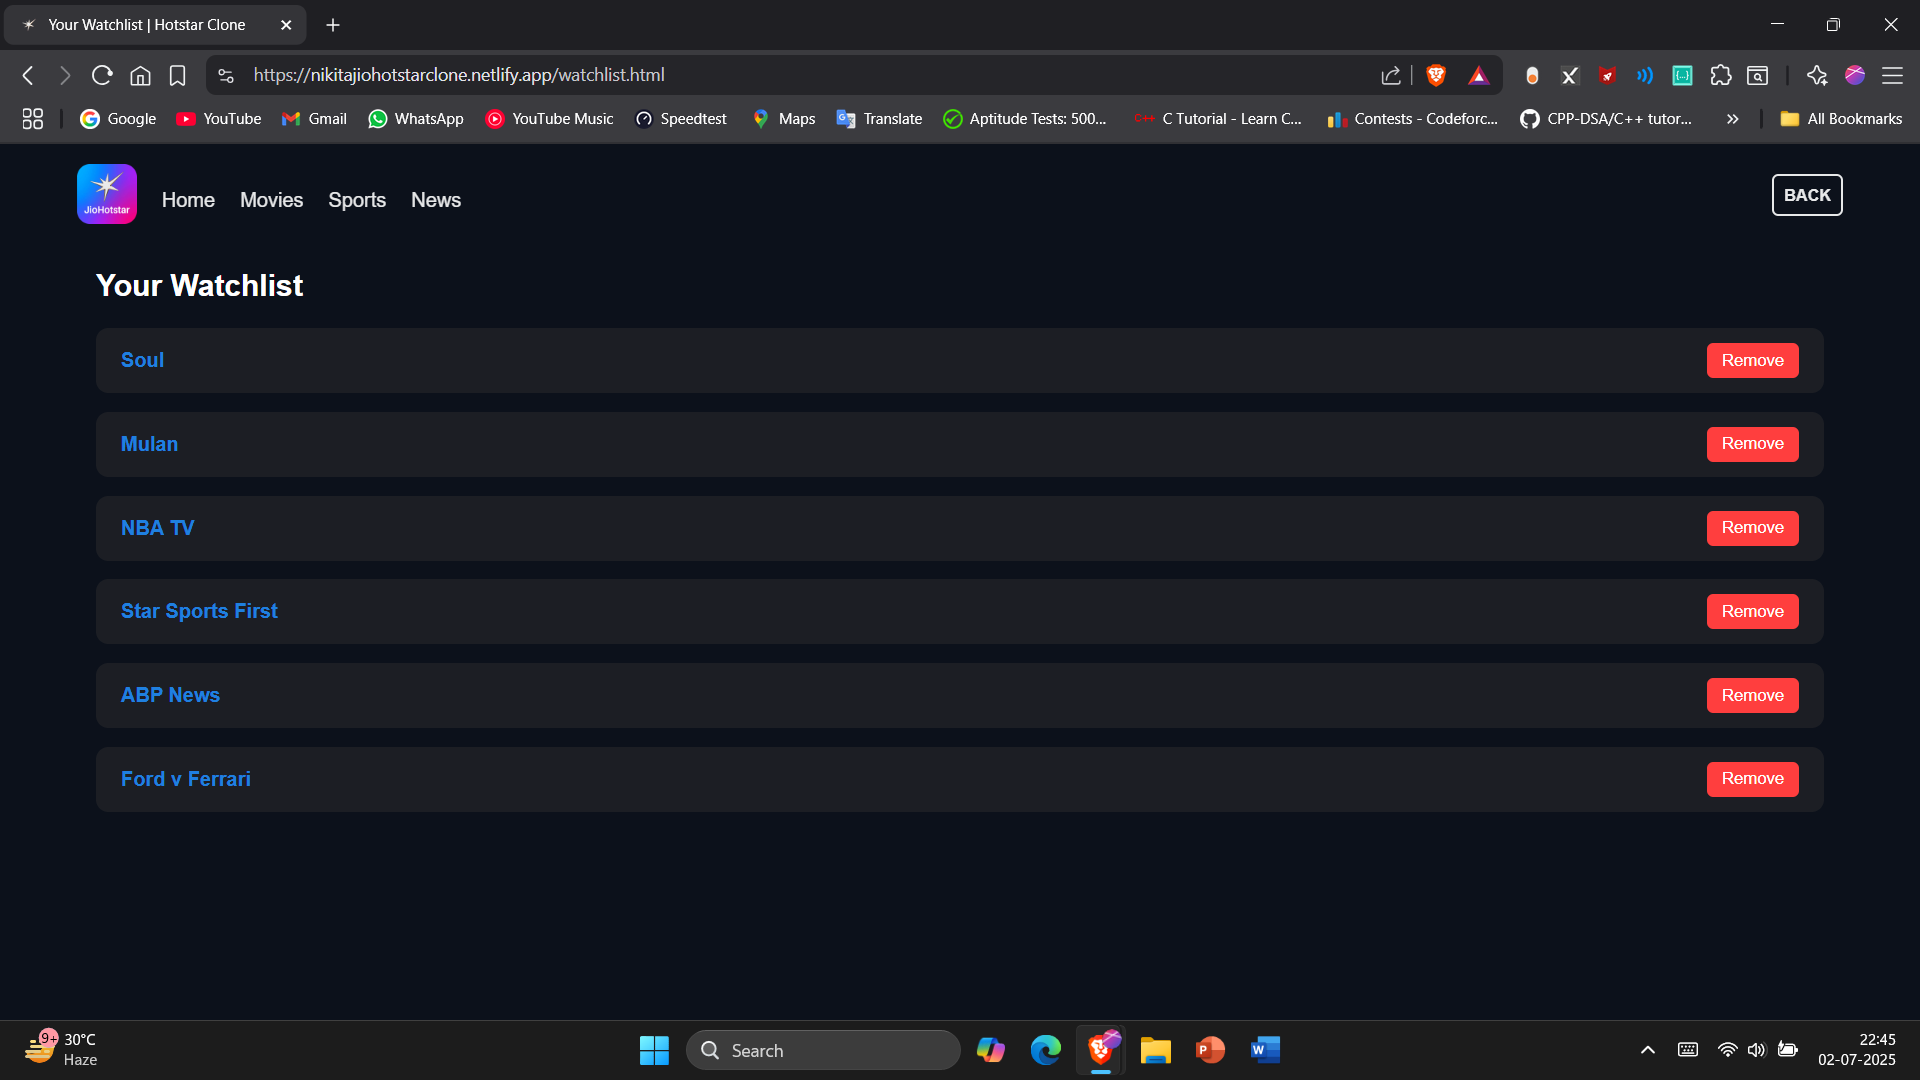 Your Watchlist | Hotstar Clone
https://nikitajiohotstarclone.netlify.app/watchlist.html
Google YouTube Gmail WhatsApp YouTube Music Speedtest Maps Translate Aptitude Tests: 500... C++ C Tutorial - Learn C... Contests - Codeforc... CPP-DSA/C++ tutor... » All Bookmarks
JioHotstar
Home Movies Sports News
BACK
Your Watchlist
Soul Remove
Mulan Remove
NBA TV Remove
Star Sports First Remove
ABP News Remove
Ford v Ferrari Remove
9+
30°C
Haze
Search
22:45
02-07-2025